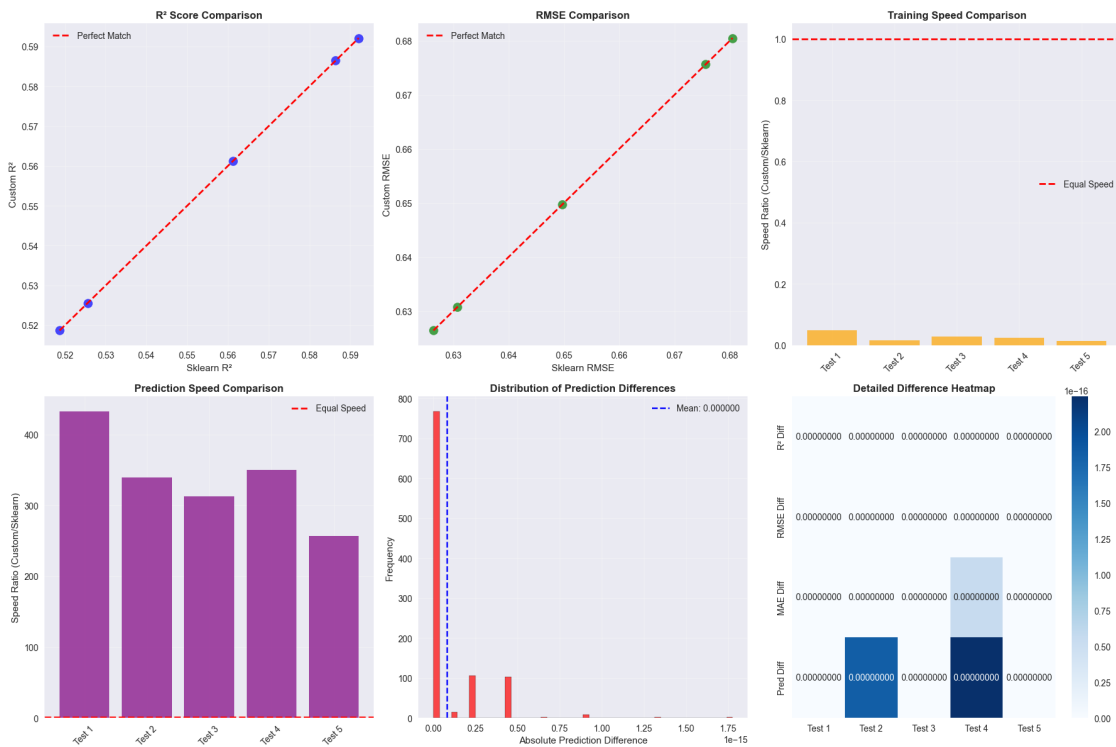 R² Score Comparison
Perfect Match
Custom R²
0.59
0.58
0.57
0.56
0.55
0.54
0.53
0.52
0.52 0.53 0.54 0.55 0.56 0.57 0.58 0.59
Sklearn R²
RMSE Comparison
Perfect Match
Custom RMSE
0.68
0.67
0.66
0.65
0.64
0.63
0.63 0.64 0.65 0.66 0.67 0.68
Sklearn RMSE
Training Speed Comparison
Speed Ratio (Custom/Sklearn)
1.0
0.8
0.6
0.4
0.2
0.0
Equal Speed
Test 1 Test 2 Test 3 Test 4 Test 5
Prediction Speed Comparison
Equal Speed
Speed Ratio (Custom/Sklearn)
400
300
200
100
0
Test 1 Test 2 Test 3 Test 4 Test 5
Distribution of Prediction Differences
Mean: 0.000000
Frequency
800
700
600
500
400
300
200
100
0
0.00 0.25 0.50 0.75 1.00 1.25 1.50 1.75
1e−15
Absolute Prediction Difference
Detailed Difference Heatmap
1e−16
R² Diff
0.00000000 0.00000000 0.00000000 0.00000000 0.00000000
RMSE Diff
0.00000000 0.00000000 0.00000000 0.00000000 0.00000000
MAE Diff
0.00000000 0.00000000 0.00000000 0.00000000 0.00000000
Pred Diff
0.00000000 0.00000000 0.00000000 0.00000000 0.00000000
Test 1 Test 2 Test 3 Test 4 Test 5
2.00
1.75
1.50
1.25
1.00
0.75
0.50
0.25
0.00